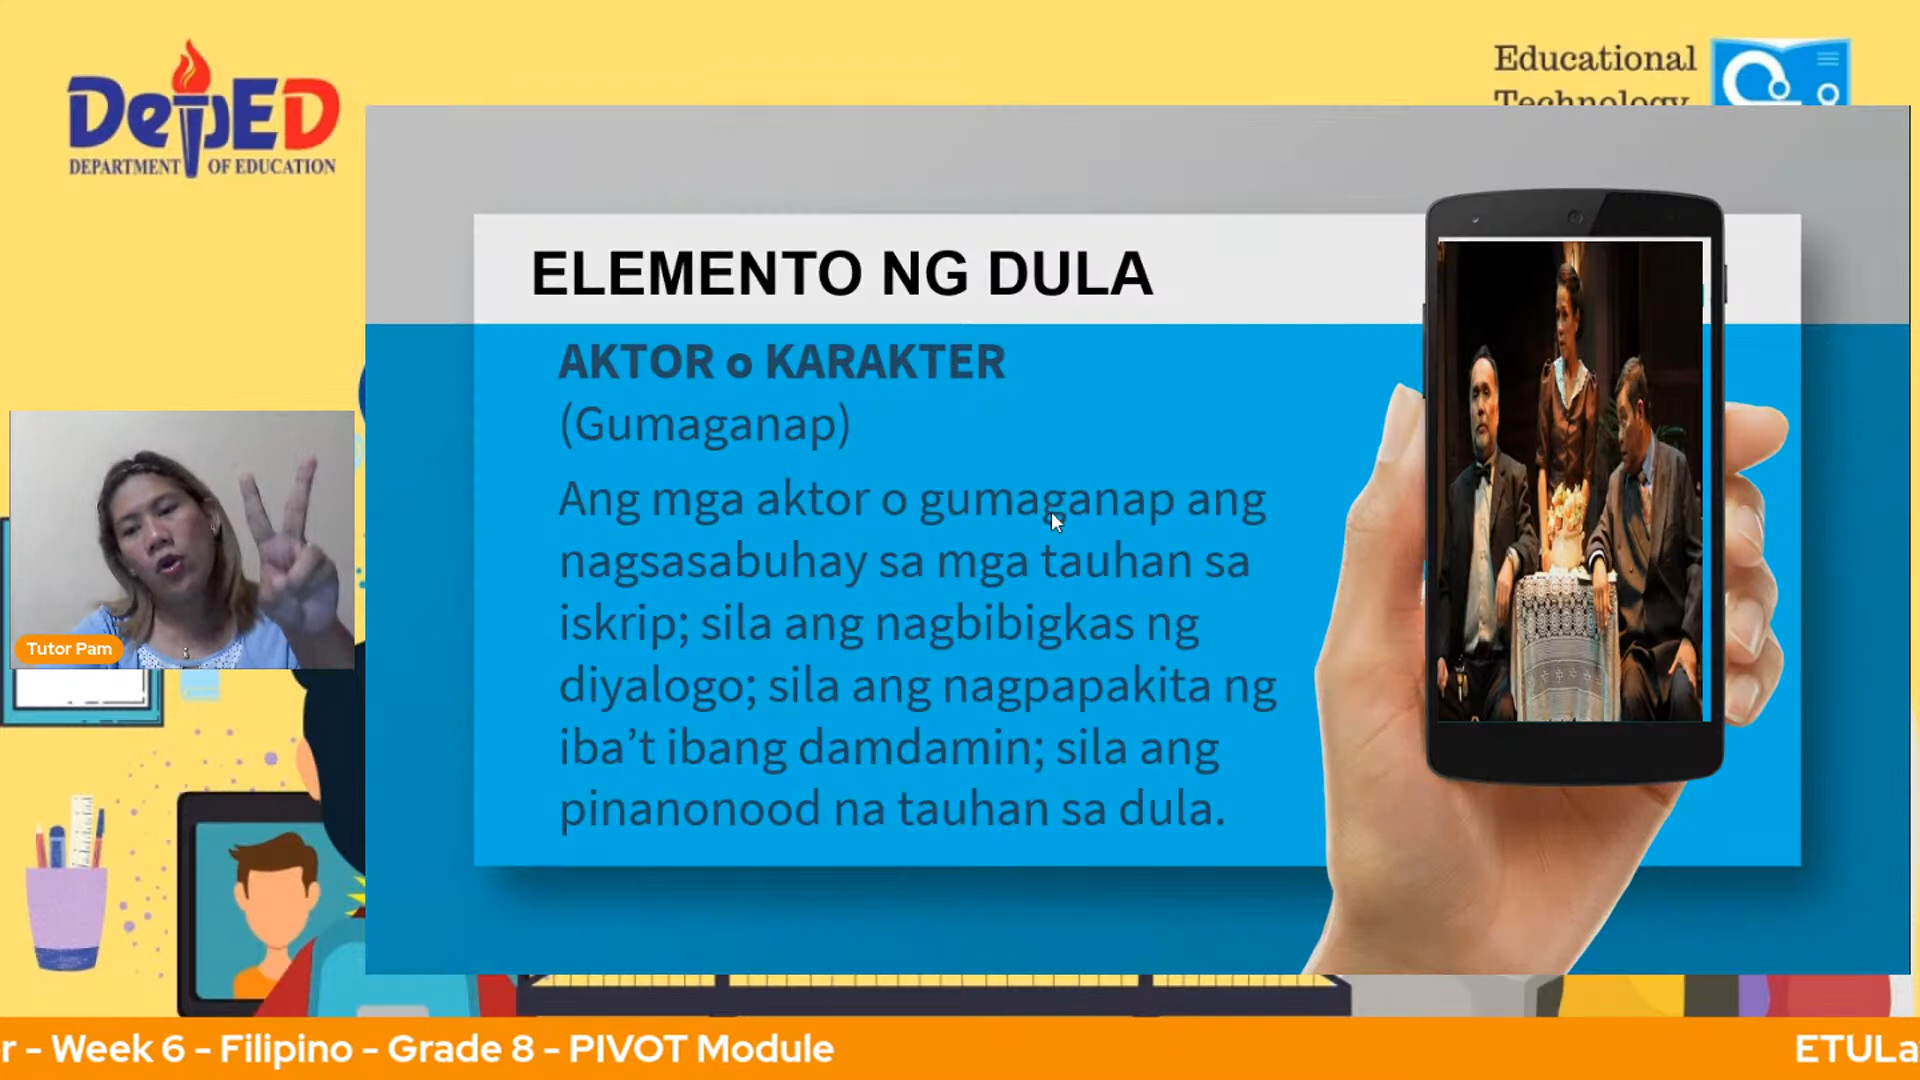 DepED
DEPARTMENT OF EDUCATION
Educational
Technology
ELEMENTO NG DULA
AKTOR o KARAKTER
(Gumaganap)
Ang mga aktor o gumaganap ang
nagsasabuhay sa mga tauhan sa
iskrip; sila ang nagbibigkas ng
diyalogo; sila ang nagpapakita ng
iba’t ibang damdamin; sila ang
pinanonood na tauhan sa dula.
Tutor Pam
r - Week 6 - Filipino - Grade 8 - PIVOT Module
ETULa